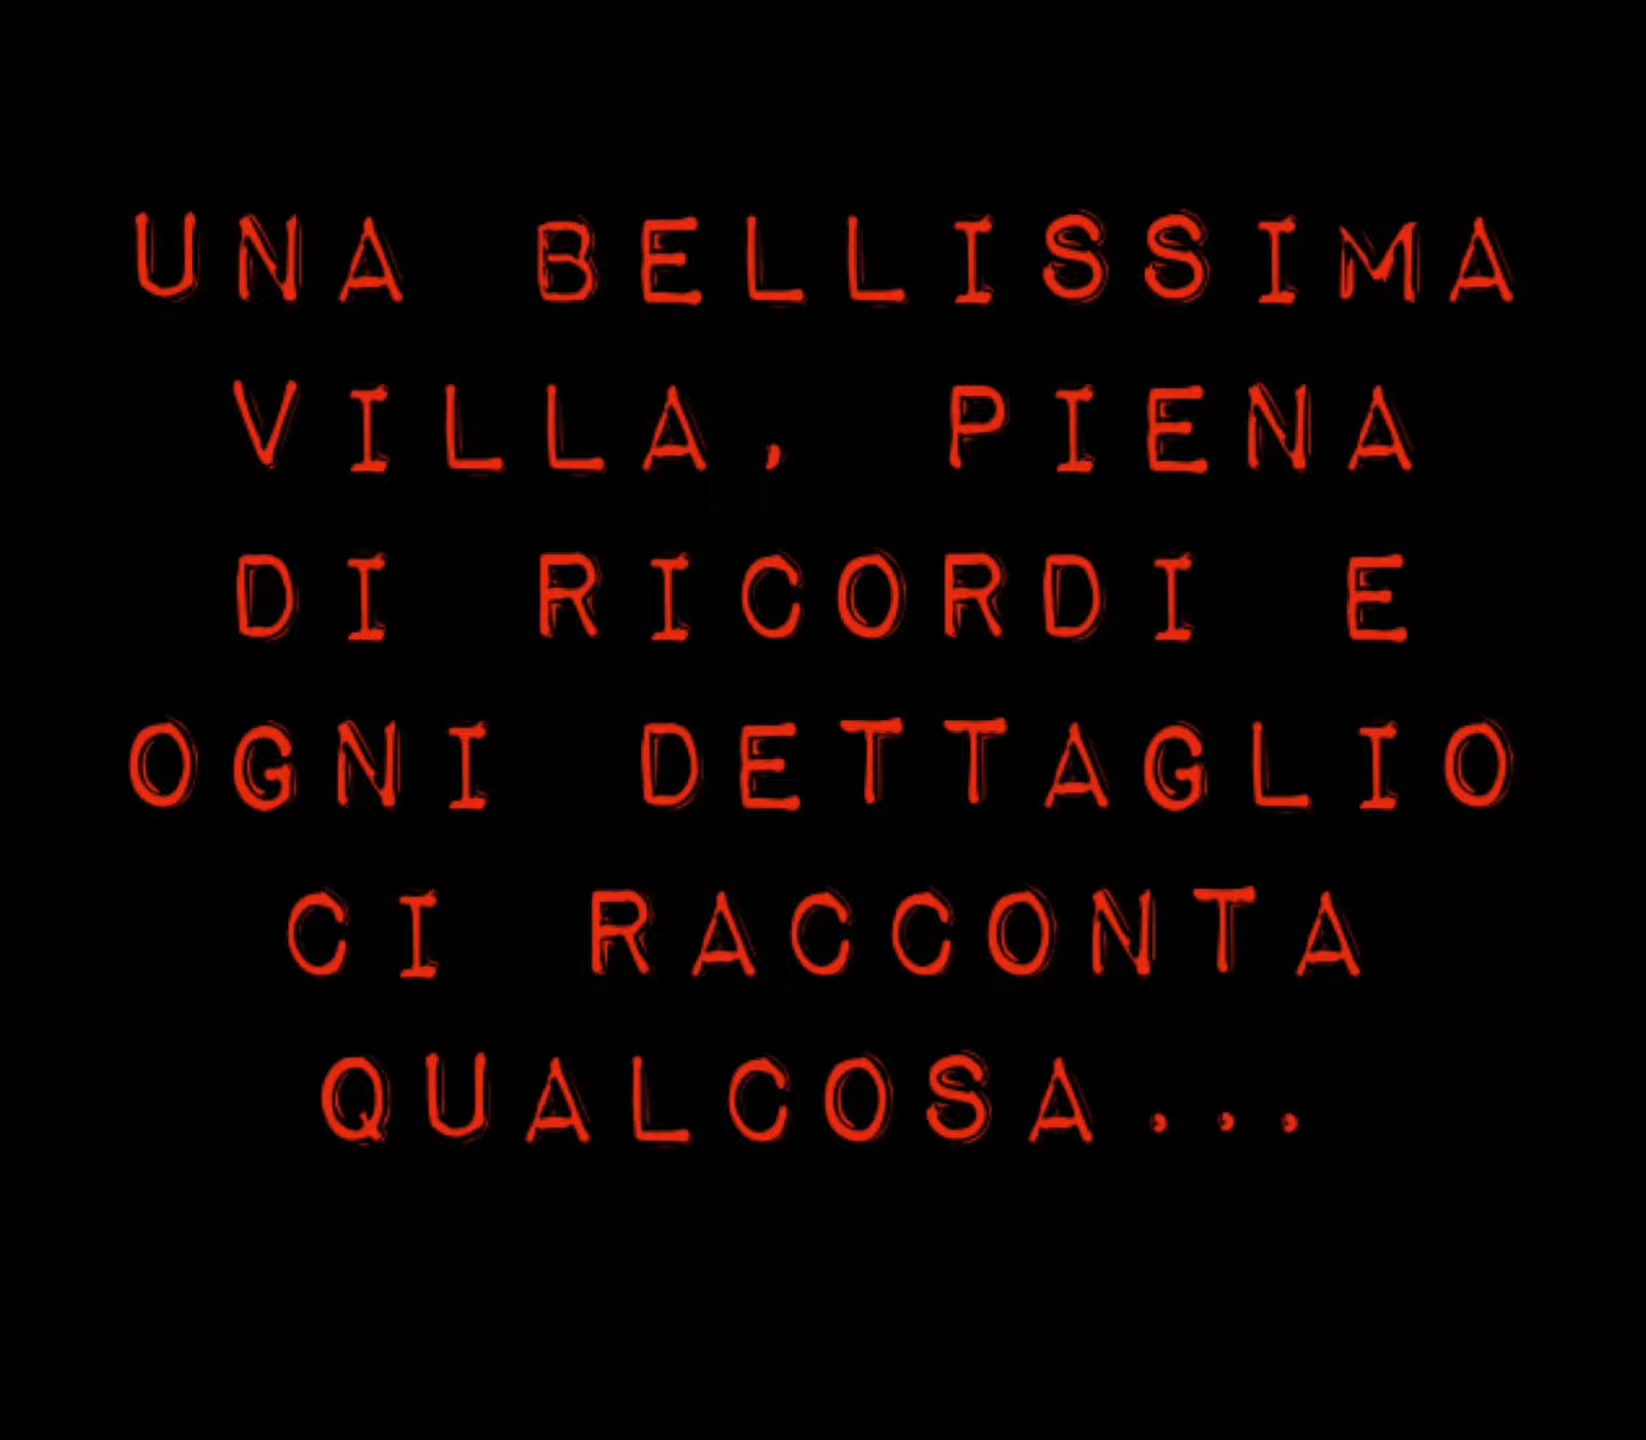 UNA BELLISSIMA
VILLA, PIENA
DI RICORDI E
OGNI DETTAGLIO
CI RACCONTA
QUALCOSA...